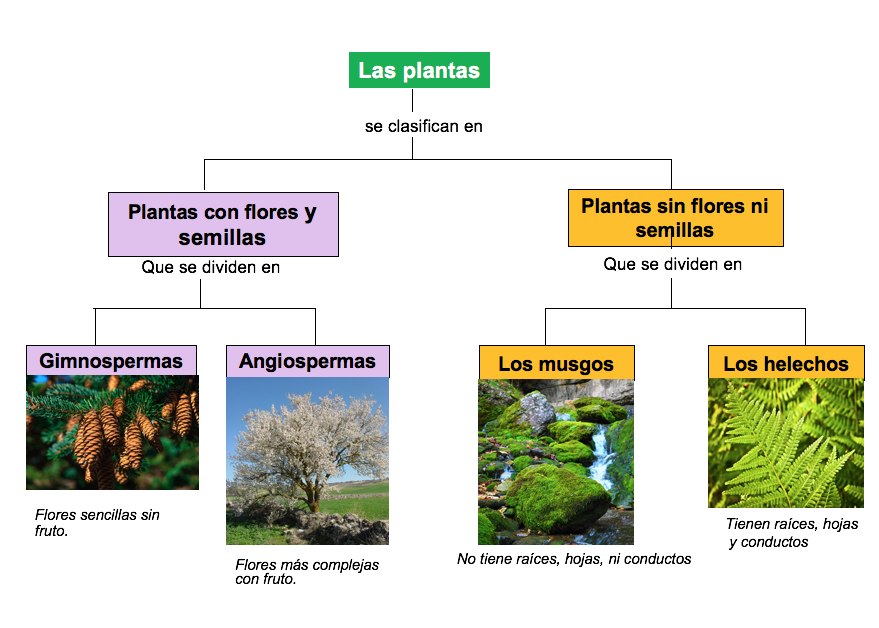 Las plantas
se clasifican en
Plantas con flores y
semillas
Que se dividen en
Plantas sin flores ni
semillas
Que se dividen en
Gimnospermas
Flores sencillas sin
fruto.
Angiospermas
Flores más complejas
con fruto.
Los musgos
No tiene raíces, hojas, ni conductos
Los helechos
Tienen raíces, hojas
y conductos